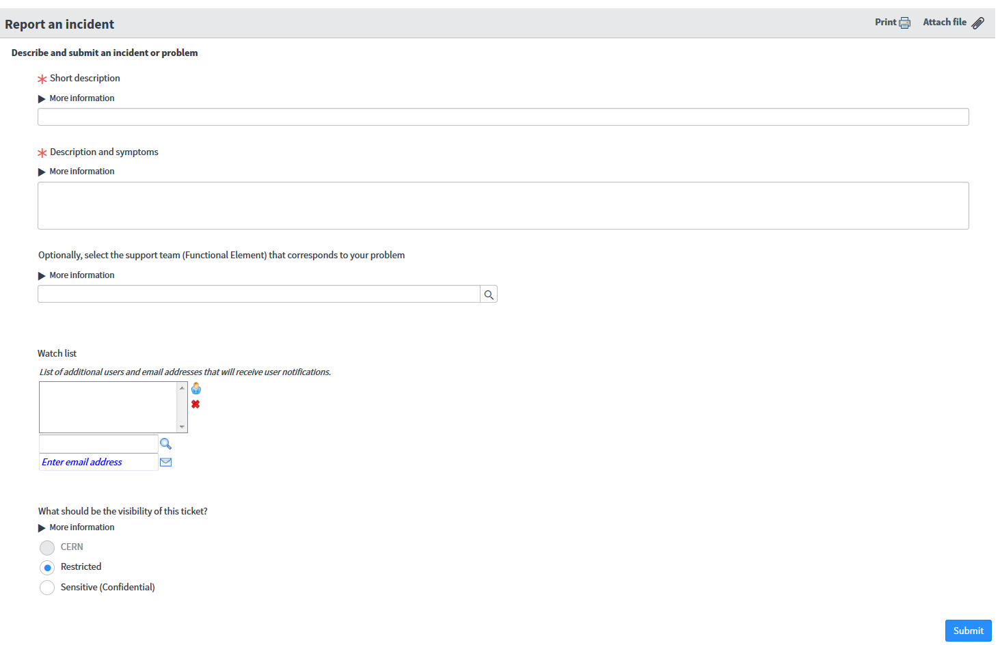 Report an incident
Print
Attach file
Describe and submit an incident or problem
Short description
More information
Description and symptoms
More information
Optionally, select the support team (Functional Element) that corresponds to your problem
More information
Watch list
List of additional users and email addresses that will receive user notifications.
Enter email address
What should be the visibility of this ticket?
More information
CERN
Restricted
Sensitive (Confidential)
Submit